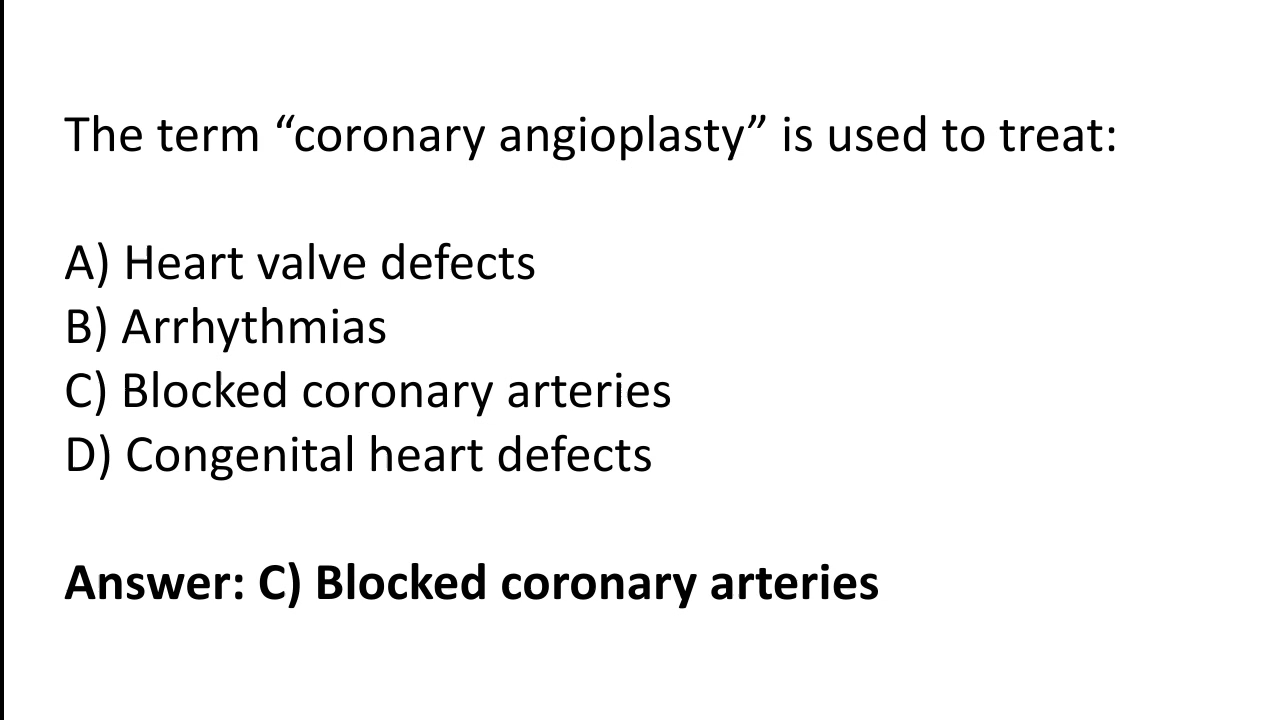 The term “coronary angioplasty” is used to treat:
A) Heart valve defects
B) Arrhythmias
C) Blocked coronary arteries
D) Congenital heart defects
Answer: C) Blocked coronary arteries